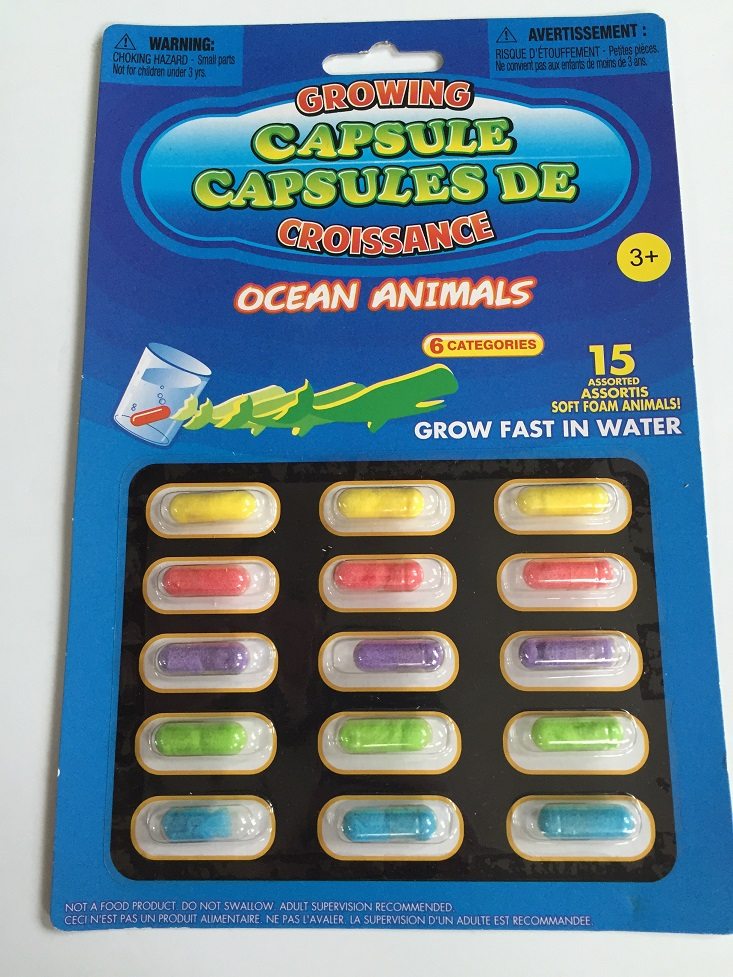 WARNING:
CHOKING HAZARD - Small parts
Not for children under 3 yrs.
AVERTISSEMENT :
RISQUE D'ÉTOUFFEMENT - Petites pièces.
Ne convient pas aux enfants de moins de 3 ans.
GROWING
CAPSULE
CAPSULES DE
CROISSANCE
3+
OCEAN ANIMALS
6 CATEGORIES
15
ASSORTED
ASSORTIS
SOFT FOAM ANIMALS!
GROW FAST IN WATER
NOT A FOOD PRODUCT. DO NOT SWALLOW. ADULT SUPERVISION RECOMMENDED.
CECI N'EST PAS UN PRODUIT ALIMENTAIRE. NE PAS L'AVALER. LA SUPERVISION D'UN ADULTE EST RECOMMANDEE.